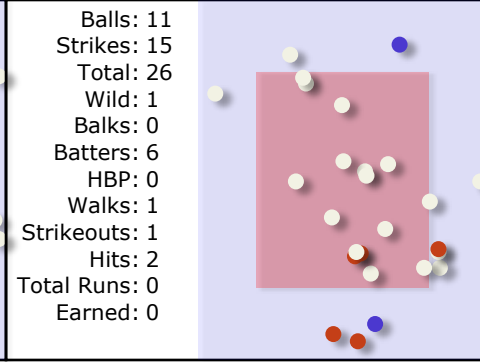 Balls: 11
Strikes: 15
Total: 26
Wild: 1
Balks: 0
Batters: 6
HBP: 0
Walks: 1
Strikeouts: 1
Hits: 2
Total Runs: 0
Earned: 0